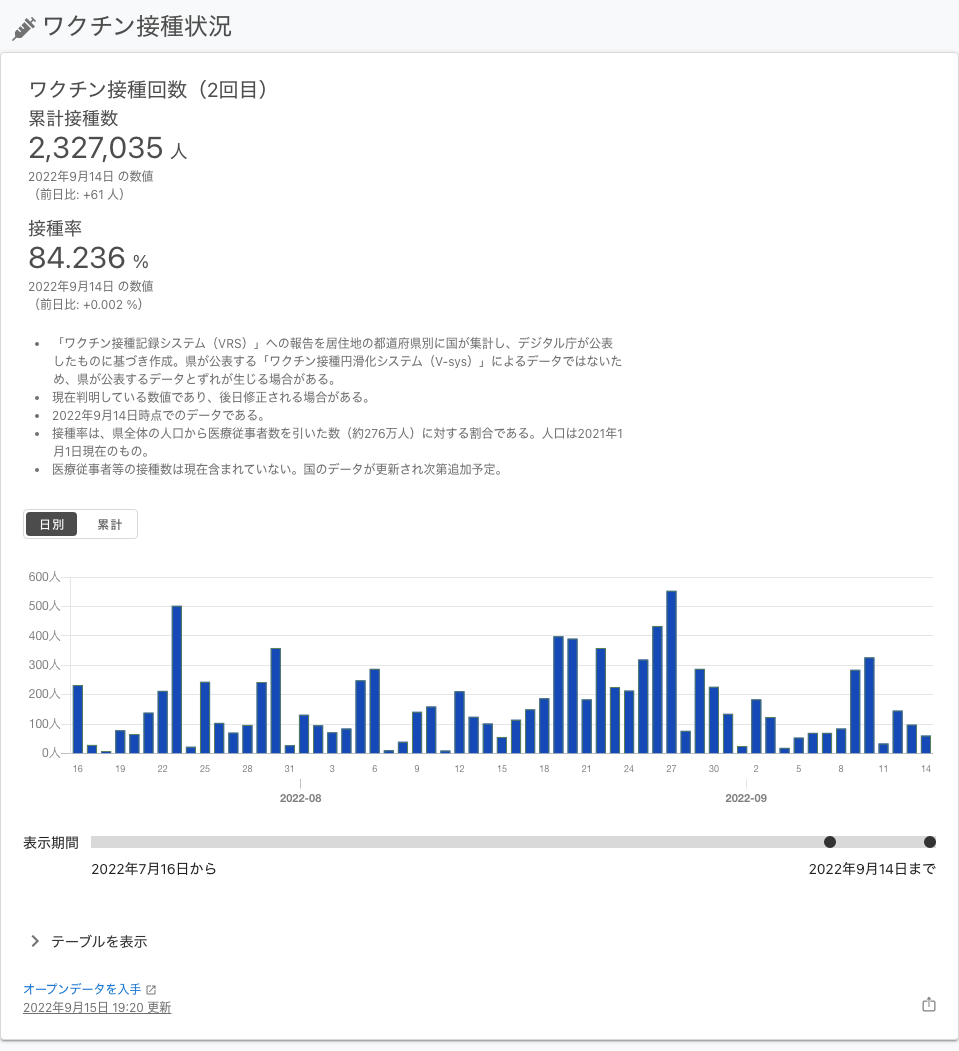 ワクチン接種状況
ワクチン接種回数（2回目）
累計接種数
2,327,035 人
2022年9月14日 の数値
（前日比: +61 人）
接種率
84.236 %
2022年9月14日 の数値
（前日比: +0.002 %）
• 「ワクチン接種記録システム（VRS）」への報告を居住地の都道府県別に国が集計し、デジタル庁が公表
したものに基づき作成。県が公表する「ワクチン接種円滑化システム（V-sys）」によるデータではないた
め、県が公表するデータとずれが生じる場合がある。
• 現在判明している数値であり、後日修正される場合がある。
• 2022年9月14日時点でのデータである。
• 接種率は、県全体の人口から医療従事者数を引いた数（約276万人）に対する割合である。人口は2021年1
月1日現在のもの。
• 医療従事者等の接種数は現在含まれていない。国のデータが更新され次第追加予定。
日別 累計
600人
500人
400人
300人
200人
100人
0人
16 19 22 25 28 31 3 6 9 12 15 18 21 24 27 30 2 5 8 11 14
2022-08 2022-09
表示期間
2022年7月16日から 2022年9月14日まで
テーブルを表示
オープンデータを入手
2022年9月15日 19:20 更新